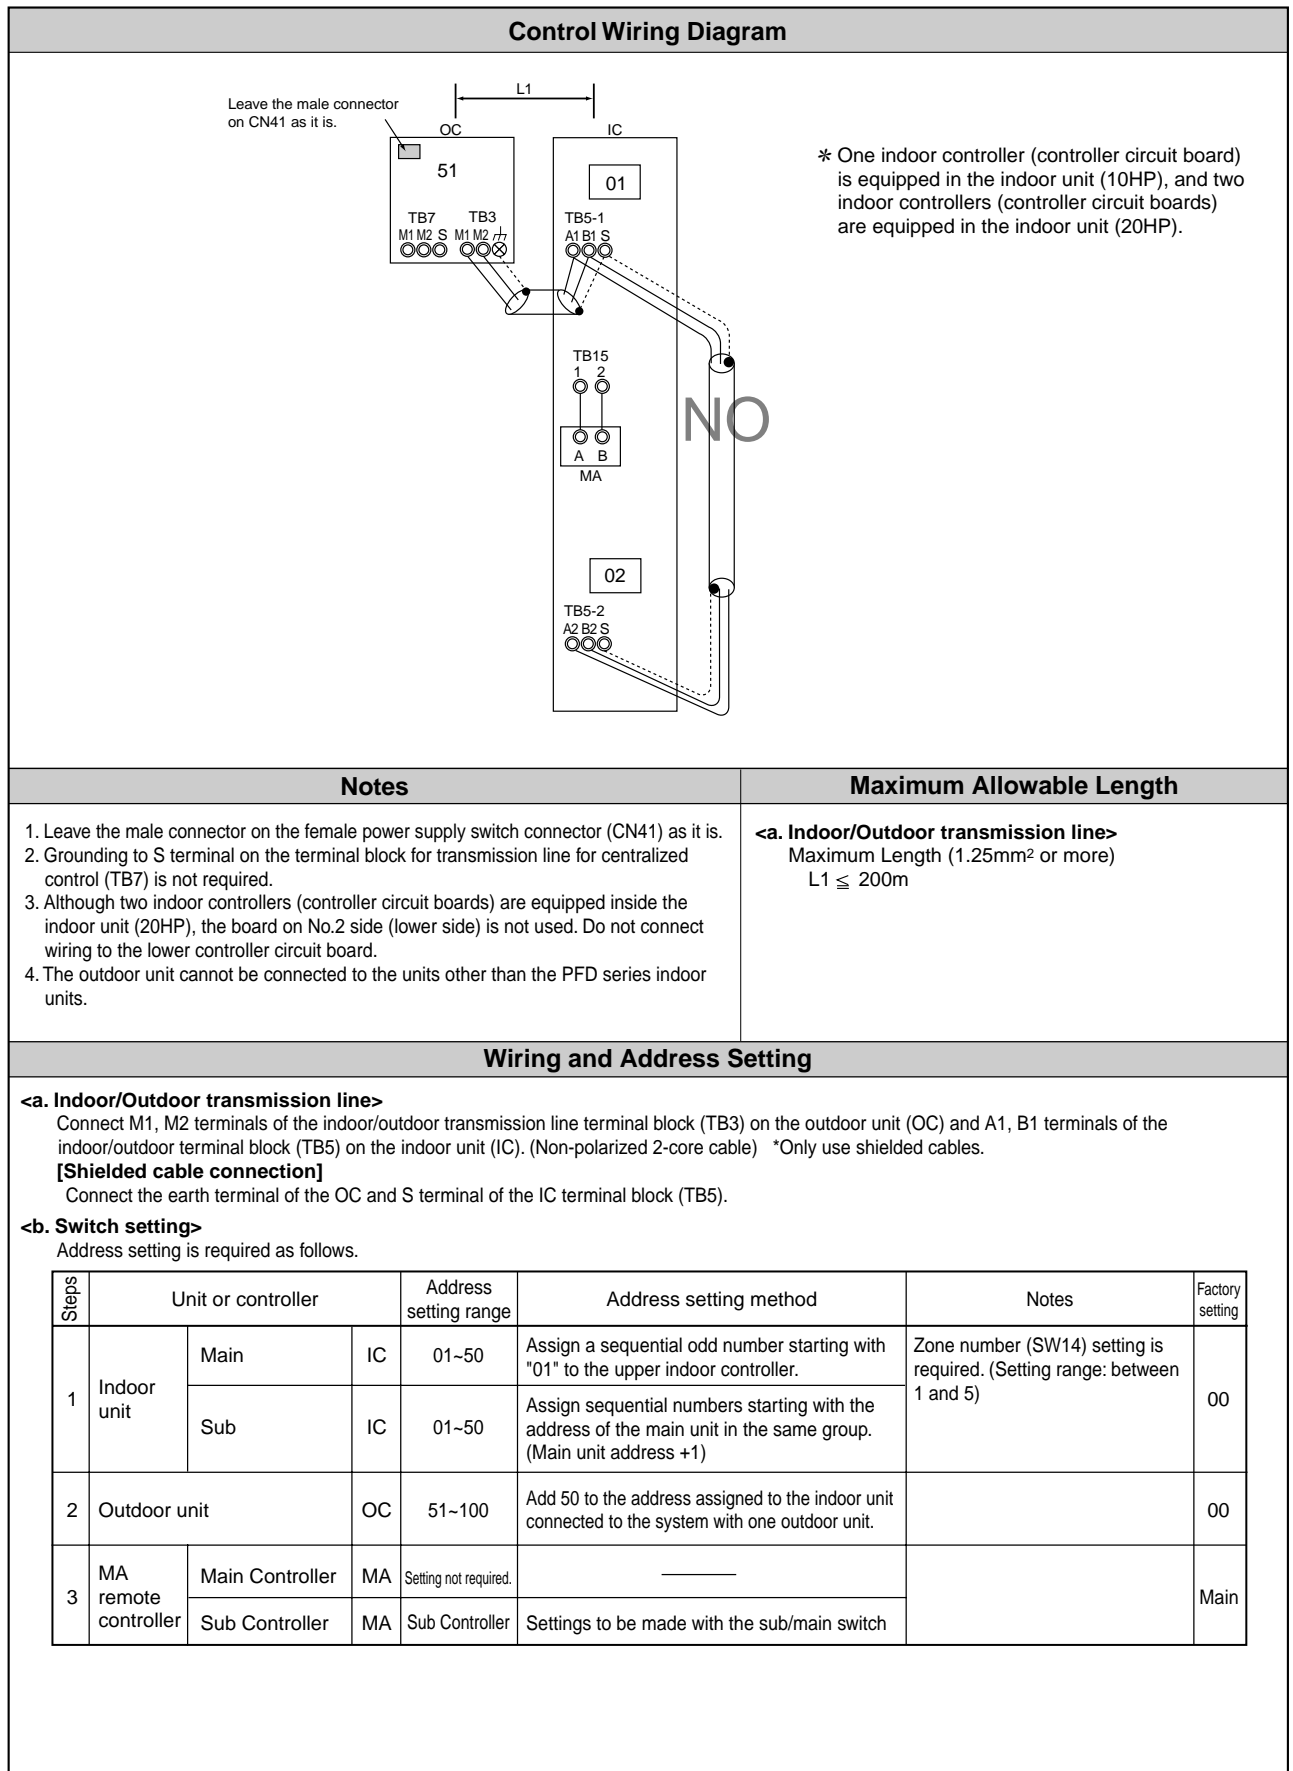 Control Wiring Diagram
Leave the male connector
on CN41 as it is.
L1
OC
IC
51
01
TB7
TB3
TB5-1
M1 M2 S
M1 M2
A1 B1 S
* One indoor controller (controller circuit board)
is equipped in the indoor unit (10HP), and two
indoor controllers (controller circuit boards)
are equipped in the indoor unit (20HP).
TB15
1 2
NO
A B
MA
02
TB5-2
A2 B2 S
Notes
1. Leave the male connector on the female power supply switch connector (CN41) as it is.
2. Grounding to S terminal on the terminal block for transmission line for centralized
control (TB7) is not required.
3. Although two indoor controllers (controller circuit boards) are equipped inside the
indoor unit (20HP), the board on No.2 side (lower side) is not used. Do not connect
wiring to the lower controller circuit board.
4. The outdoor unit cannot be connected to the units other than the PFD series indoor
units.
Maximum Allowable Length
<a. Indoor/Outdoor transmission line>
Maximum Length (1.25mm² or more)
L1 ≦ 200m
Wiring and Address Setting
<a. Indoor/Outdoor transmission line>
Connect M1, M2 terminals of the indoor/outdoor transmission line terminal block (TB3) on the outdoor unit (OC) and A1, B1 terminals of the
indoor/outdoor terminal block (TB5) on the indoor unit (IC). (Non-polarized 2-core cable) *Only use shielded cables.
[Shielded cable connection]
Connect the earth terminal of the OC and S terminal of the IC terminal block (TB5).
<b. Switch setting>
Address setting is required as follows.
Steps
Unit or controller
Address
setting range
Address setting method
Notes
Factory
setting
1
Indoor
unit
Main
IC
01~50
Assign a sequential odd number starting with
"01" to the upper indoor controller.
Zone number (SW14) setting is
required. (Setting range: between
1 and 5)
00
Sub
IC
01~50
Assign sequential numbers starting with the
address of the main unit in the same group.
(Main unit address +1)
2
Outdoor unit
OC
51~100
Add 50 to the address assigned to the indoor unit
connected to the system with one outdoor unit.
00
3
MA
remote
controller
Main Controller
MA
Setting not required.
Main
Sub Controller
MA
Sub Controller
Settings to be made with the sub/main switch